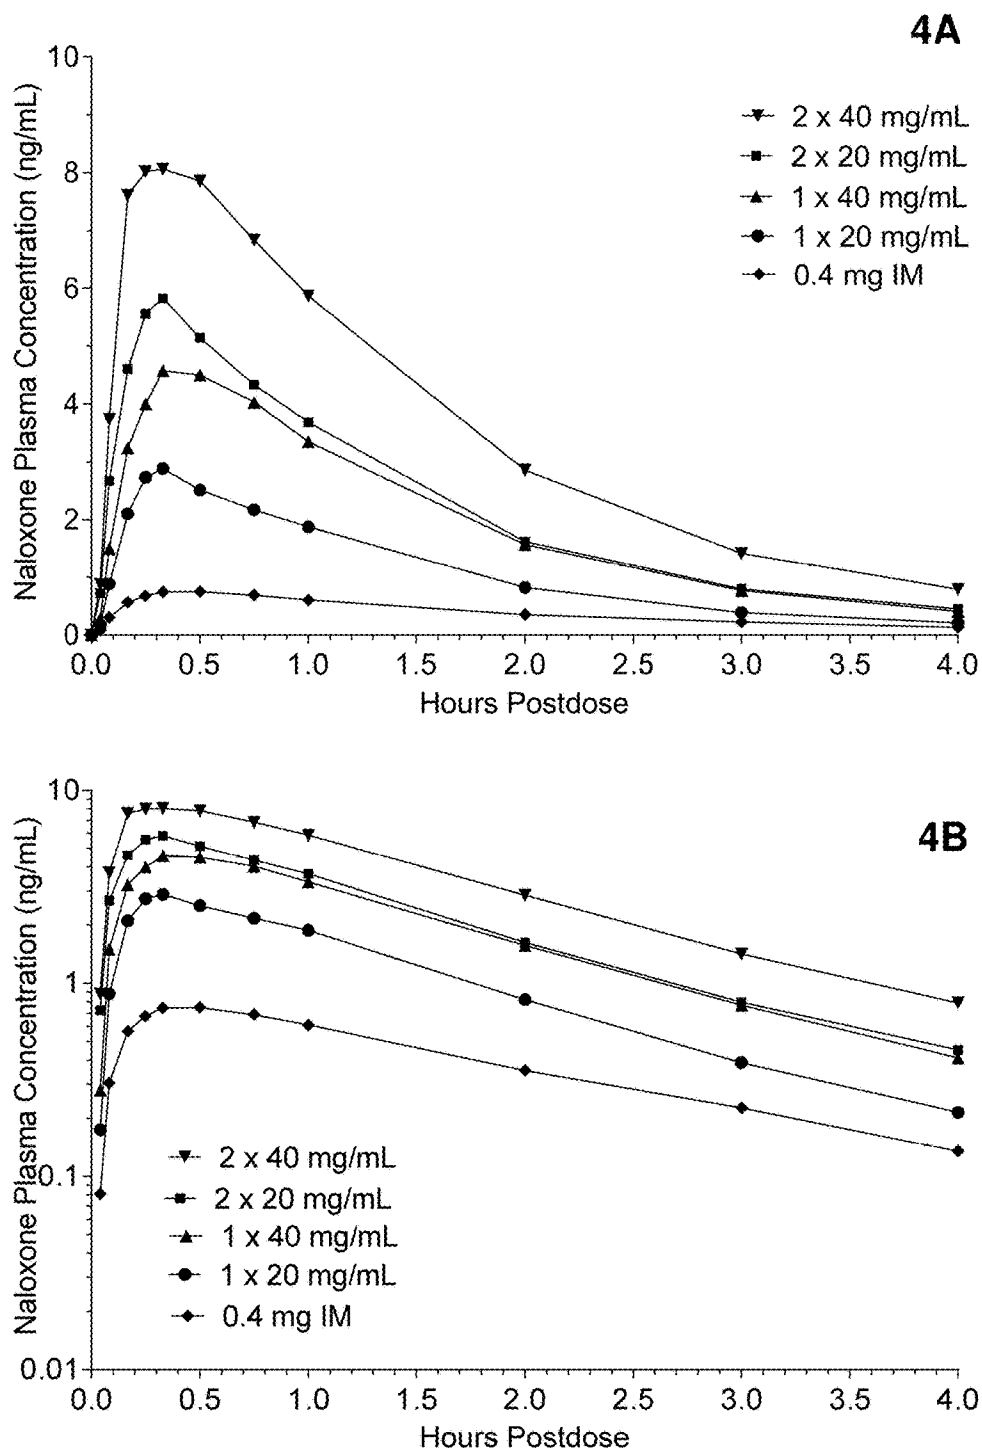 4A
Naloxone Plasma Concentration (ng/mL)
10
8
6
4
2
0
2 x 40 mg/mL
2 x 20 mg/mL
1 x 40 mg/mL
1 x 20 mg/mL
0.4 mg IM
0.0 0.5 1.0 1.5 2.0 2.5 3.0 3.5 4.0
Hours Postdose
4B
Naloxone Plasma Concentration (ng/mL)
10
1
0.1
0.01
2 x 40 mg/mL
2 x 20 mg/mL
1 x 40 mg/mL
1 x 20 mg/mL
0.4 mg IM
0.0 0.5 1.0 1.5 2.0 2.5 3.0 3.5 4.0
Hours Postdose